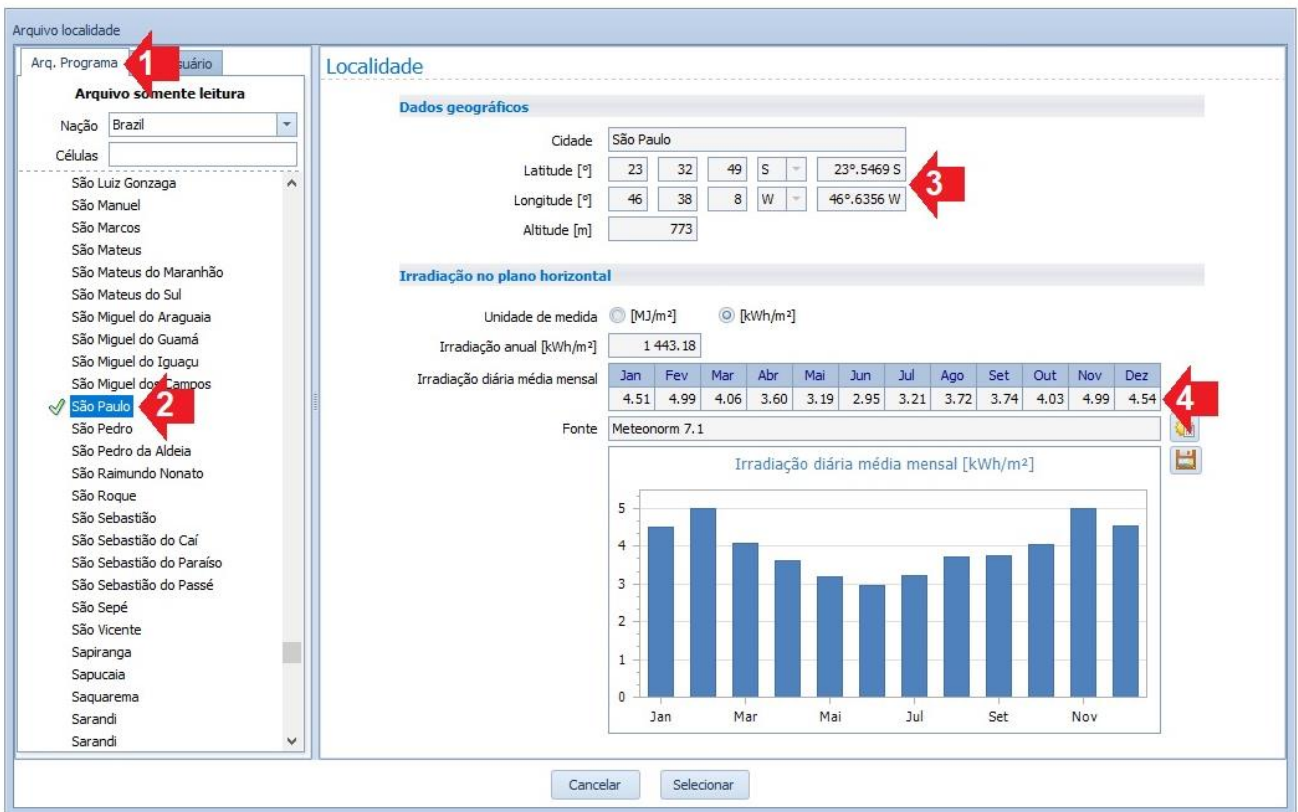 Arquivo localidade
Arq. Programa
1
suário
Arquivo somente leitura
Nação Brazil
Células
São Luiz Gonzaga
São Manuel
São Marcos
São Mateus
São Mateus do Maranhão
São Mateus do Sul
São Miguel do Araguaia
São Miguel do Guamá
São Miguel do Iguaçu
São Miguel dos Campos
São Paulo
2
São Pedro
São Pedro da Aldeia
São Raimundo Nonato
São Roque
São Sebastião
São Sebastião do Caí
São Sebastião do Paraíso
São Sebastião do Passé
São Sepé
São Vicente
Sapiranga
Sapucaia
Saquarema
Sarandi
Sarandi
Localidade
Dados geográficos
Cidade São Paulo
Latitude [º] 23 32 49 S 23º.5469 S
3
Longitude [º] 46 38 8 W 46º.6356 W
Altitude [m] 773
Irradiação no plano horizontal
Unidade de medida [MJ/m²] [kWh/m²]
Irradiação anual [kWh/m²] 1 443.18
Irradiação diária média mensal Jan Fev Mar Abr Mai Jun Jul Ago Set Out Nov Dez
4.51 4.99 4.06 3.60 3.19 2.95 3.21 3.72 3.74 4.03 4.99 4.54
4
Fonte Meteonorm 7.1
Irradiação diária média mensal [kWh/m²]
5
4
3
2
1
0
Jan Mar Mai Jul Set Nov
Cancelar Selecionar